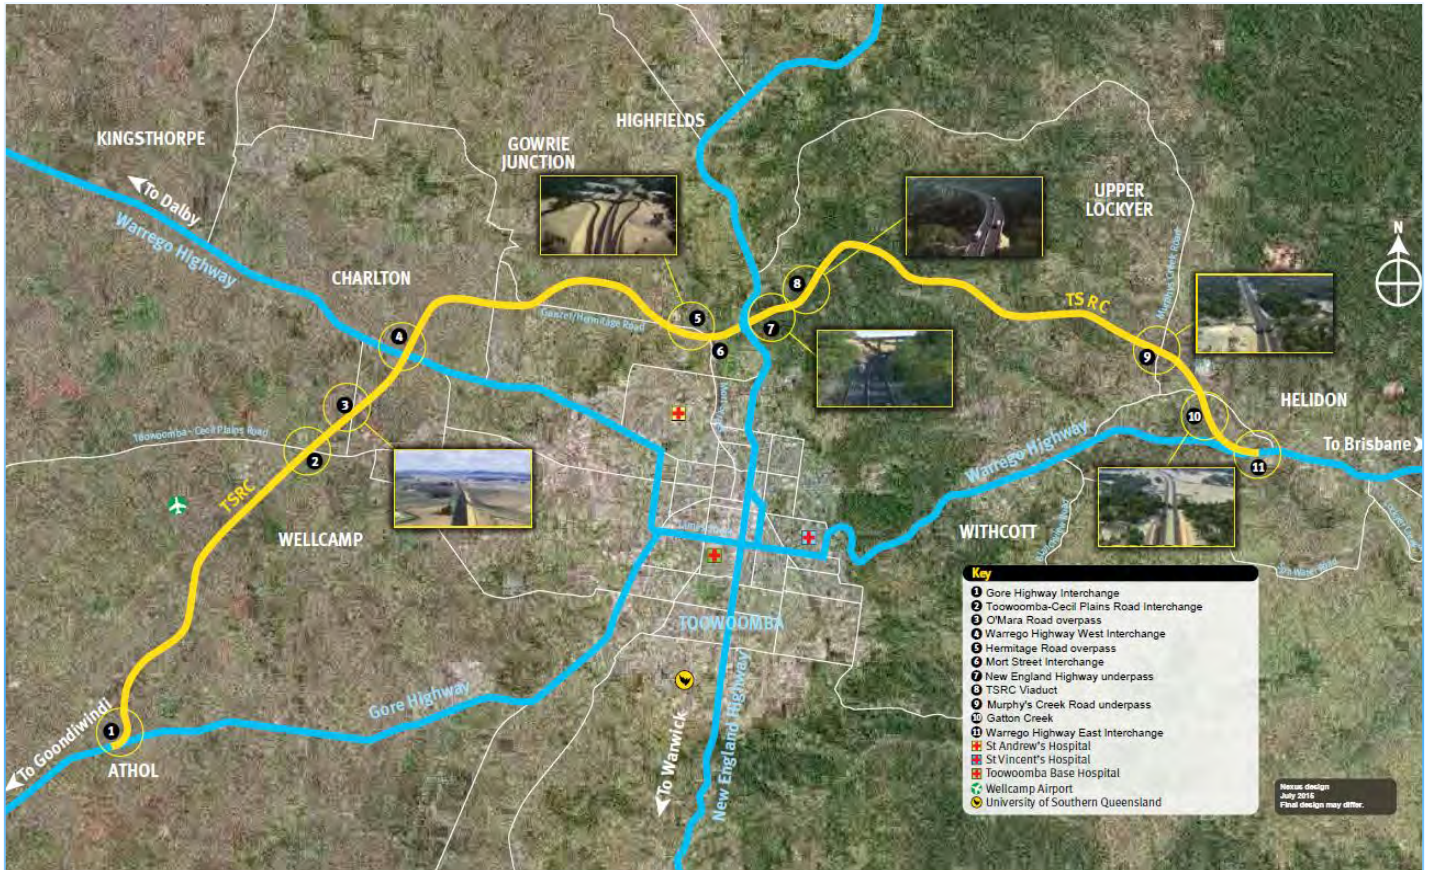 KINGSTHORPE
HIGHFIELDS
GOWRIE
JUNCTION
To Dalby
Warrego Highway
UPPER
LOCKYER
N
CHARLTON
Murphys Creek Road
TSRC
8
5
Ganzer/Hermitage Road
7
4
6
9
3
HELIDON
10
Toowoomba - Cecil Plains Road
To Brisbane
Warrego Highway
2
11
TSRC
WELLCAMP
WITHCOTT
TOOWOOMBA
Gore Highway
New England Highway
To Warwick
To Goondiwindi
1
ATHOL
Key
1 Gore Highway Interchange
2 Toowoomba-Cecil Plains Road Interchange
3 O'Mara Road overpass
4 Warrego Highway West Interchange
5 Hermitage Road overpass
6 Mort Street Interchange
7 New England Highway underpass
8 TSRC Viaduct
9 Murphy's Creek Road underpass
10 Gatton Creek
11 Warrego Highway East Interchange
St Andrew's Hospital
St Vincent's Hospital
Toowoomba Base Hospital
Wellcamp Airport
University of Southern Queensland
Nexus design
July 2015
Final design may differ.